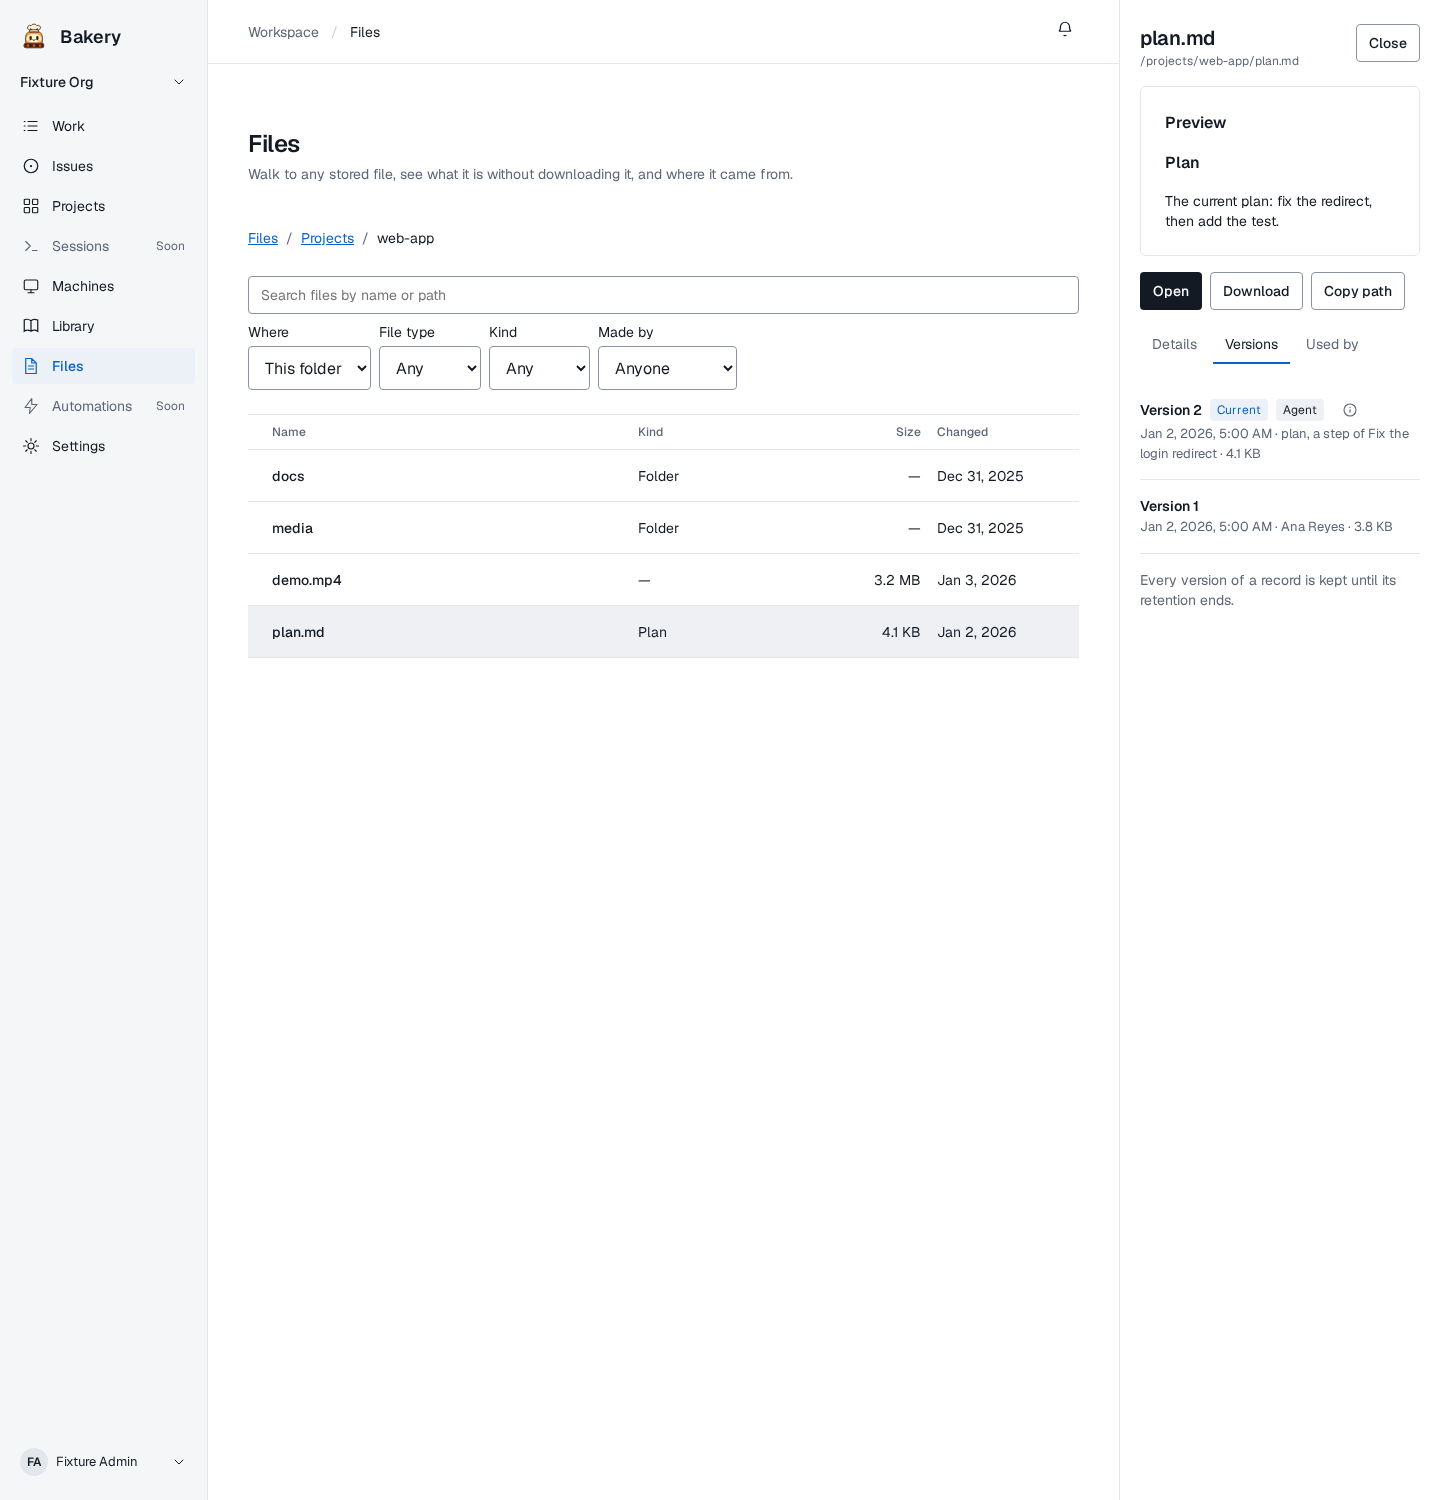 Bakery
Fixture Org
Work
Issues
Projects
Sessions Soon
Machines
Library
Files
Automations Soon
Settings
FA Fixture Admin
Workspace / Files
Files
Walk to any stored file, see what it is without downloading it, and where it came from.
Files / Projects / web-app
Search files by name or path
Where File type Kind Made by
This folder Any Any Anyone
Name Kind Size Changed
docs Folder — Dec 31, 2025
media Folder — Dec 31, 2025
demo.mp4 — 3.2 MB Jan 3, 2026
plan.md Plan 4.1 KB Jan 2, 2026
plan.md
Close
/projects/web-app/plan.md
Preview
Plan
The current plan: fix the redirect,
then add the test.
Open Download Copy path
Details Versions Used by
Version 2 Current Agent
Jan 2, 2026, 5:00 AM · plan, a step of Fix the
login redirect · 4.1 KB
Version 1
Jan 2, 2026, 5:00 AM · Ana Reyes · 3.8 KB
Every version of a record is kept until its
retention ends.